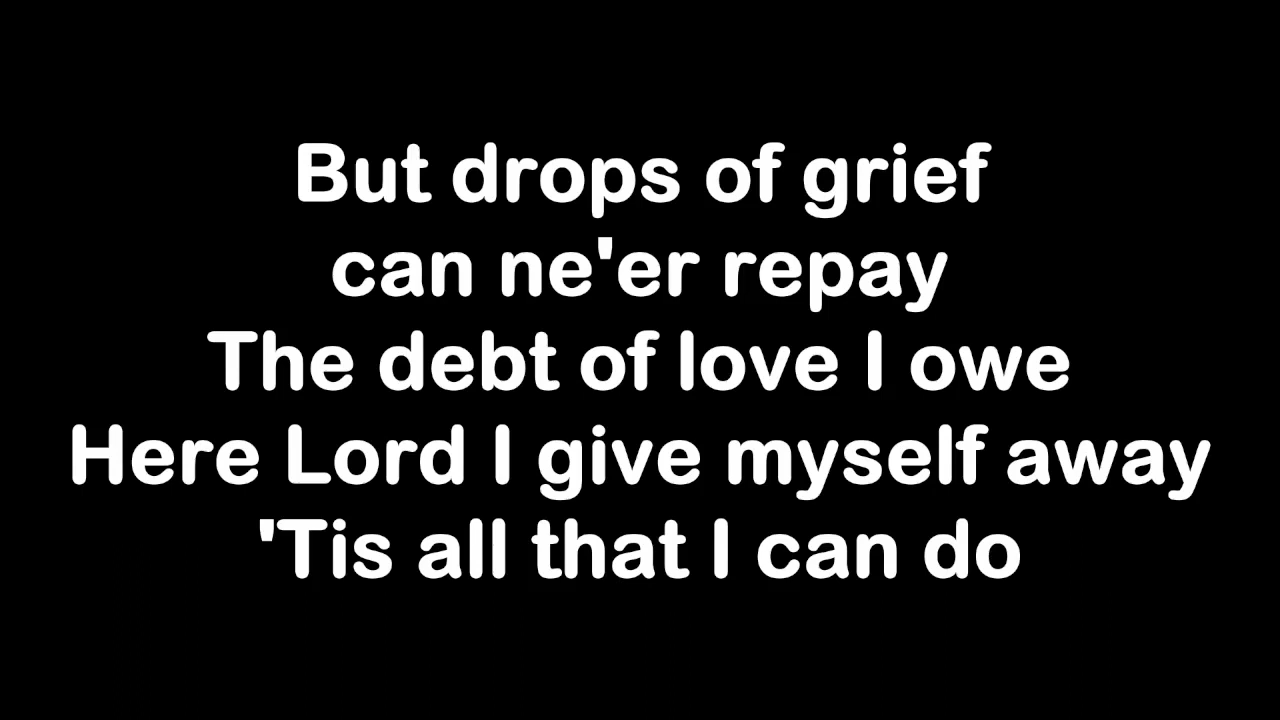 But drops of grief
can ne'er repay
The debt of love I owe
Here Lord I give myself away
'Tis all that I can do